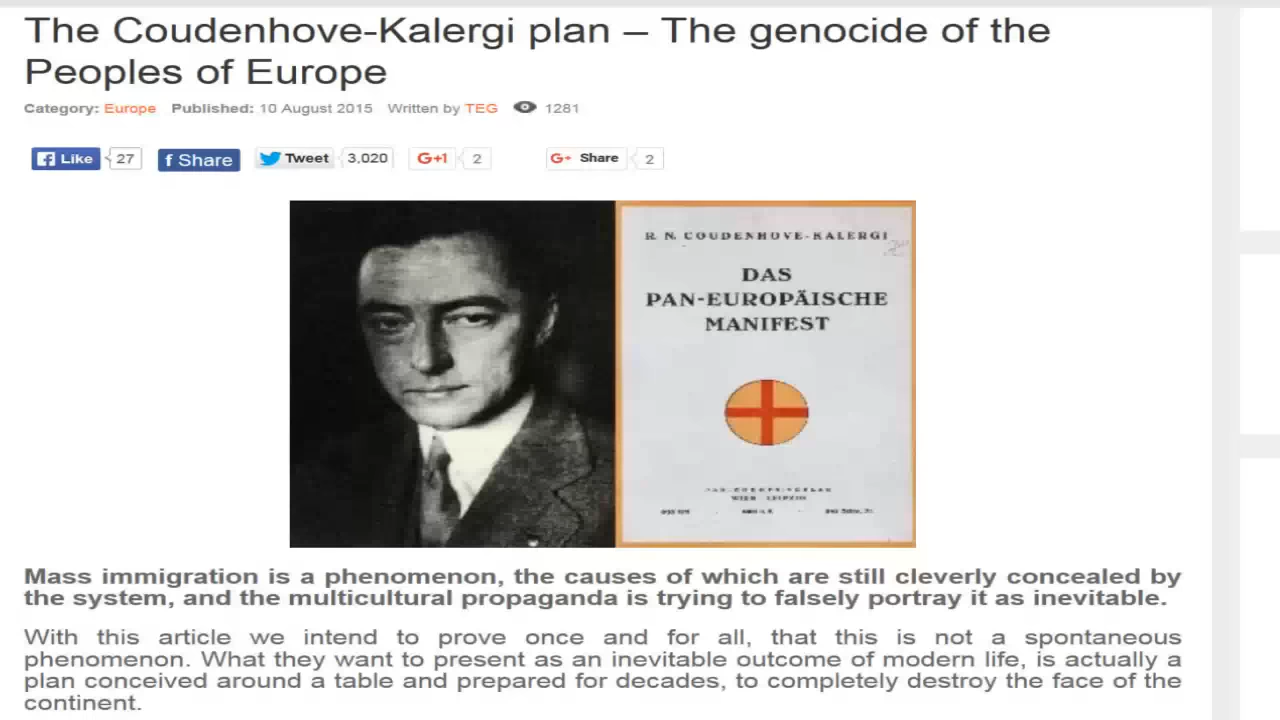 The Coudenhove-Kalergi plan – The genocide of the
Peoples of Europe
Category: Europe Published: 10 August 2015 Written by TEG 1281
Like 27 Share Tweet 3,020 G+1 2 G+ Share 2
R. N. COUDENHOVE-KALERGI
DAS
PAN-EUROPÄISCHE
MANIFEST
WIEN LEIPZIG
Mass immigration is a phenomenon, the causes of which are still cleverly concealed by
the system, and the multicultural propaganda is trying to falsely portray it as inevitable.
With this article we intend to prove once and for all, that this is not a spontaneous
phenomenon. What they want to present as an inevitable outcome of modern life, is actually a
plan conceived around a table and prepared for decades, to completely destroy the face of the
continent.